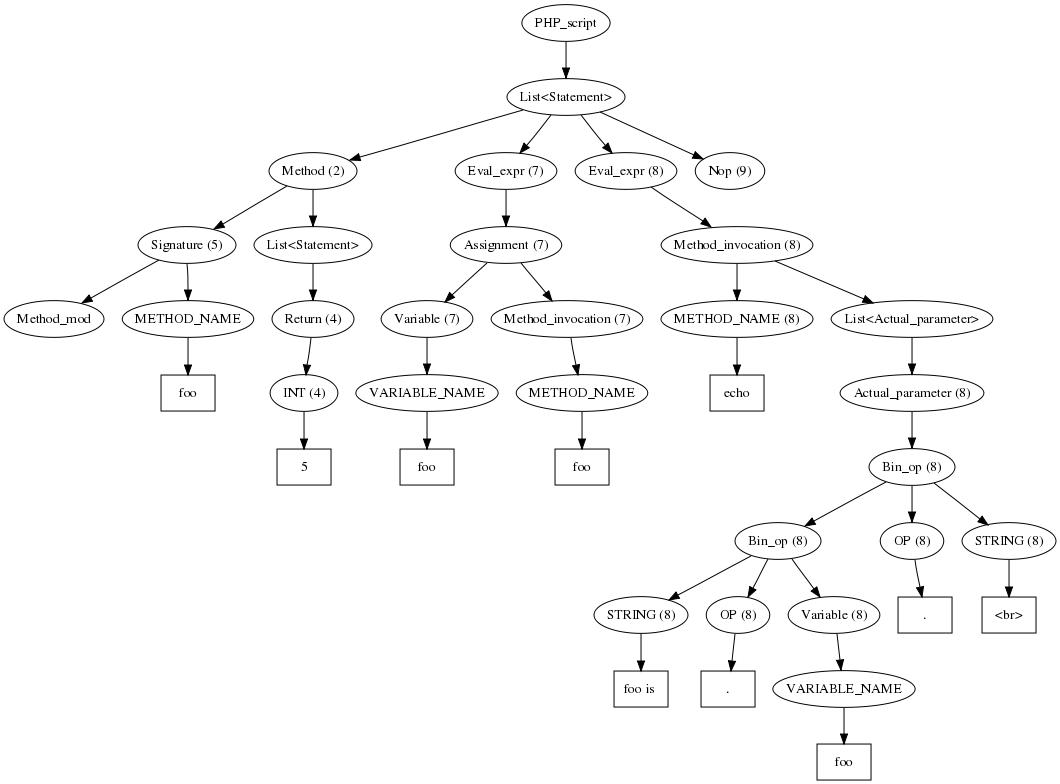 PHP_script
List<Statement>
Method (2)
Eval_expr (7)
Eval_expr (8)
Nop (9)
Signature (5)
List<Statement>
Assignment (7)
Method_invocation (8)
Method_mod
METHOD_NAME
Return (4)
Variable (7)
Method_invocation (7)
METHOD_NAME (8)
List<Actual_parameter>
foo
INT (4)
VARIABLE_NAME
METHOD_NAME
echo
Actual_parameter (8)
5
foo
foo
Bin_op (8)
Bin_op (8)
OP (8)
STRING (8)
STRING (8)
OP (8)
Variable (8)
.
<br>
foo is
.
VARIABLE_NAME
foo